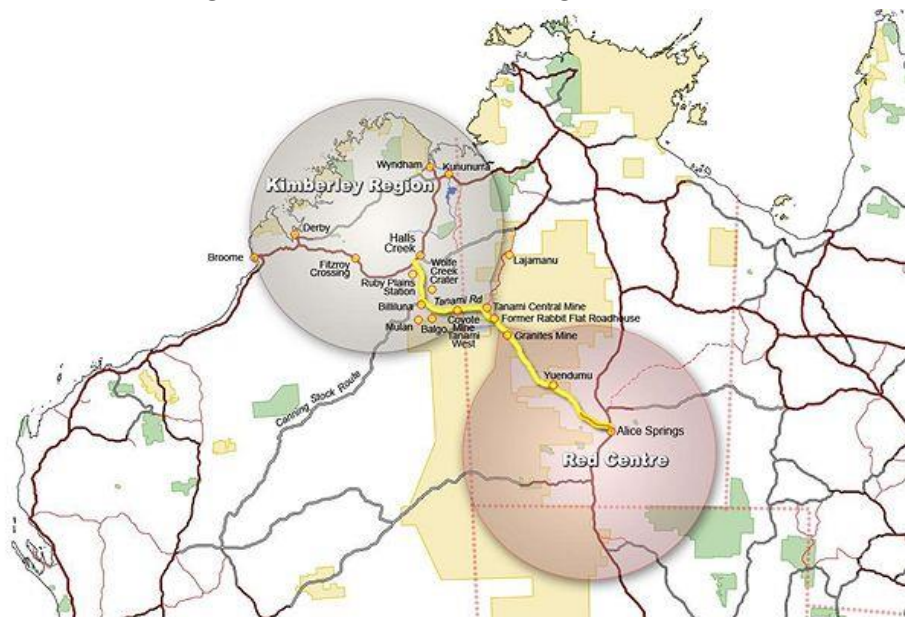 Wyndham
Kununurra
Kimberley Region
Derby
Broome
Halls
Creek
Fitzroy
Crossing
Wolfe
Creek
Crater
Lajamanu
Ruby Plains
Station
Billiluna
Tanami Rd
Tanami Central Mine
Mulan
Balgo
Coyote
Mine
Tanami
West
Former Rabbit Flat Roadhouse
Granites Mine
Yuendumu
Canning Stock Route
Alice Springs
Red Centre